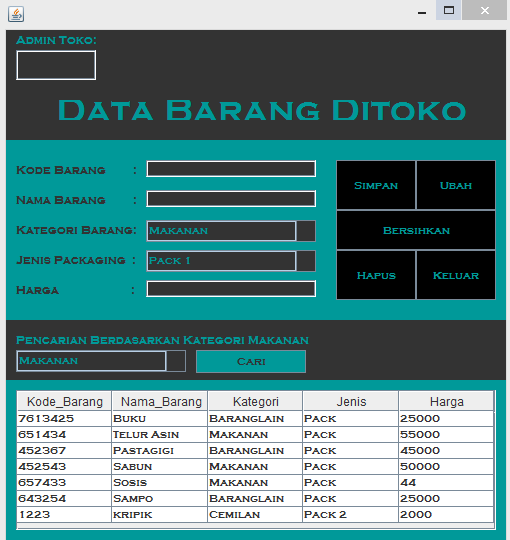 Admin Toko:
Data Barang Ditoko
Kode Barang :
Nama Barang :
Kategori Barang: Makanan
Jenis Packaging : Pack 1
Harga :
Simpan Ubah
Bersihkan
Hapus Keluar
Pencarian Berdasarkan Kategori Makanan
Makanan Cari
Kode_Barang Nama_Barang Kategori Jenis Harga
7613425 Buku Baranglain Pack 25000
651434 Telur Asin Makanan Pack 55000
452367 Pastagigi Baranglain Pack 45000
452543 Sabun Makanan Pack 50000
657433 Sosis Makanan Pack 44
643254 Sampo Baranglain Pack 25000
1223 kripik Cemilan Pack 2 2000